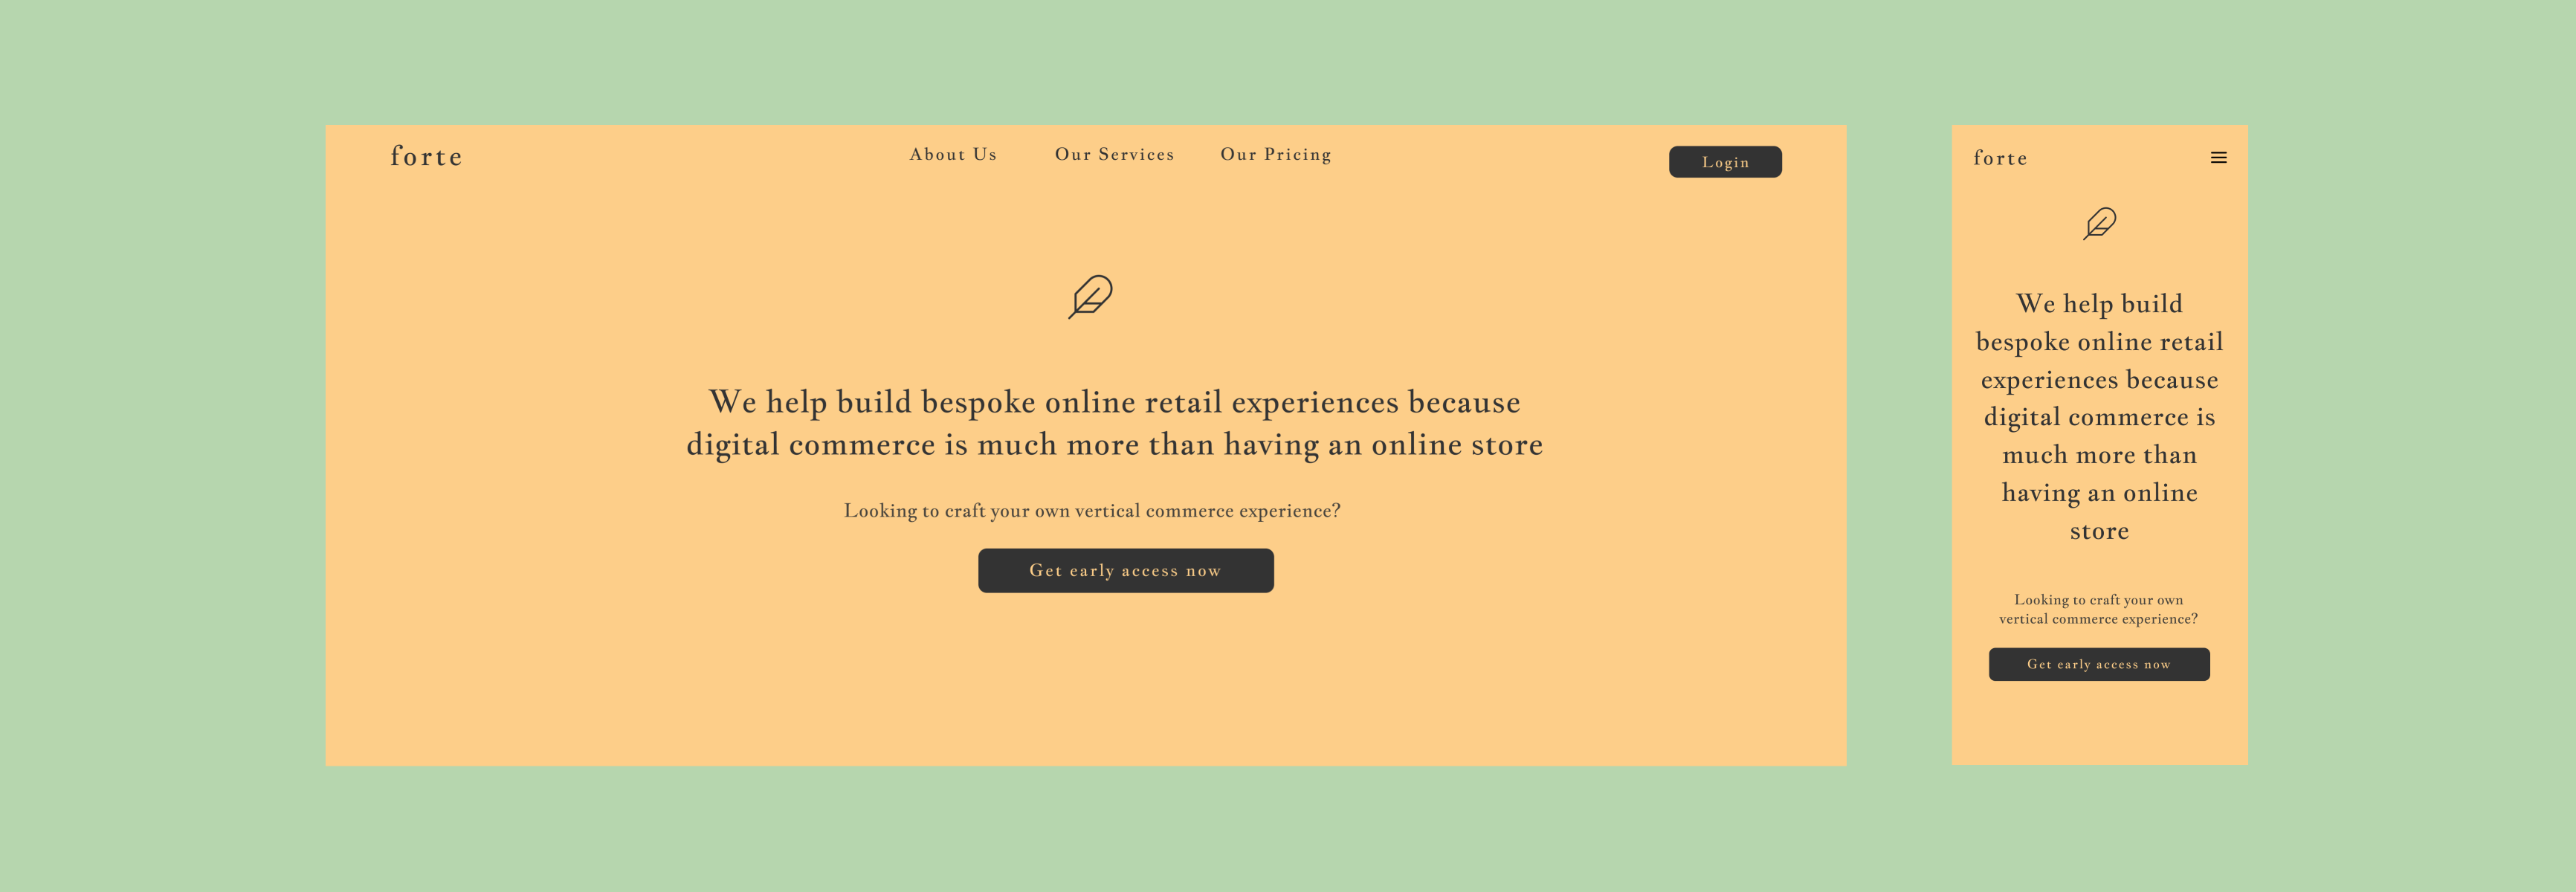 forte
About Us
Our Services
Our Pricing
Login
We help build bespoke online retail experiences because
digital commerce is much more than having an online store
Looking to craft your own vertical commerce experience?
Get early access now
forte
We help build
bespoke online retail
experiences because
digital commerce is
much more than
having an online
store
Looking to craft your own
vertical commerce experience?
Get early access now